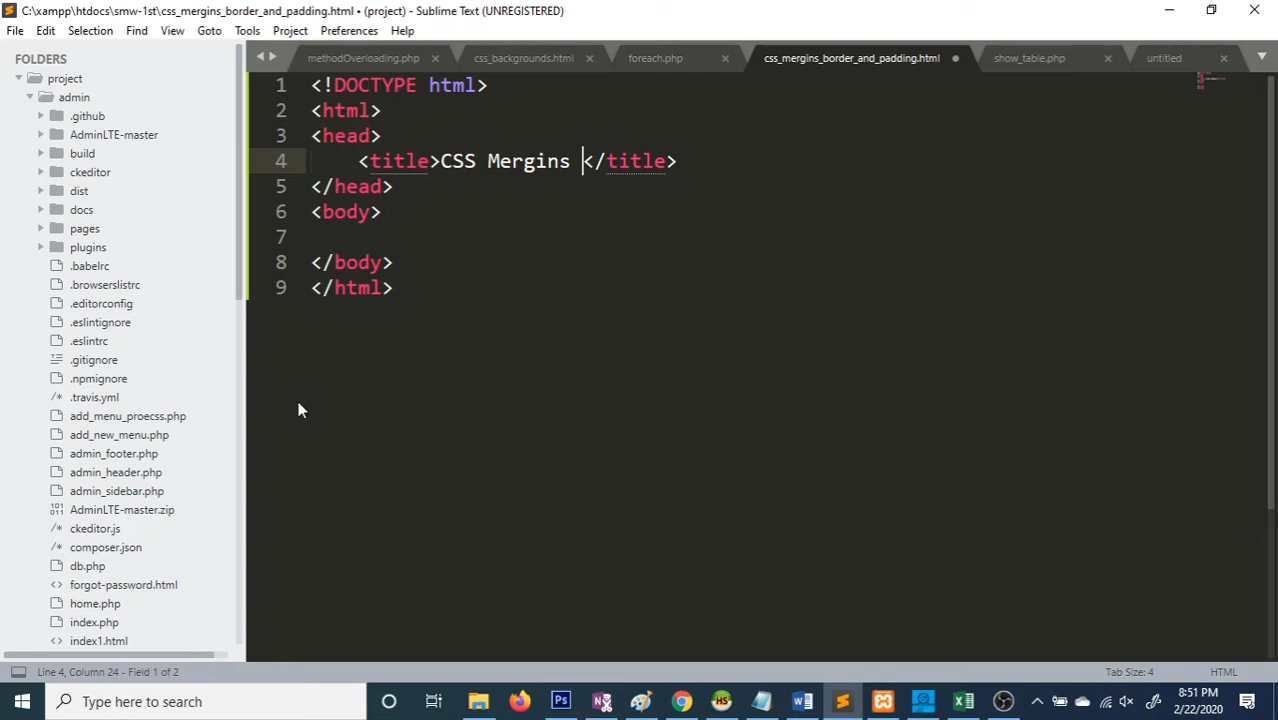 C:\xampp\htdocs\smw-1st\css_mergins_border_and_padding.html • (project) - Sublime Text (UNREGISTERED)
File Edit Selection Find View Goto Tools Project Preferences Help
FOLDERS
project
admin
.github
AdminLTE-master
build
ckeditor
dist
docs
pages
plugins
.babelrc
.browserslistrc
.editorconfig
.eslintignore
.eslintrc
.gitignore
.npmignore
.travis.yml
add_menu_proecss.php
add_new_menu.php
admin_footer.php
admin_header.php
admin_sidebar.php
AdminLTE-master.zip
ckeditor.js
composer.json
db.php
forgot-password.html
home.php
index.php
index1.html
methodOverloading.php css_backgrounds.html foreach.php css_mergins_border_and_padding.html show_table.php untitled
1 <!DOCTYPE html>
2 <html>
3 <head>
4 <title>CSS Mergins </title>
5 </head>
6 <body>
7
8 </body>
9 </html>
Line 4, Column 24 - Field 1 of 2 Tab Size: 4 HTML
Type here to search
8:51 PM
2/22/2020